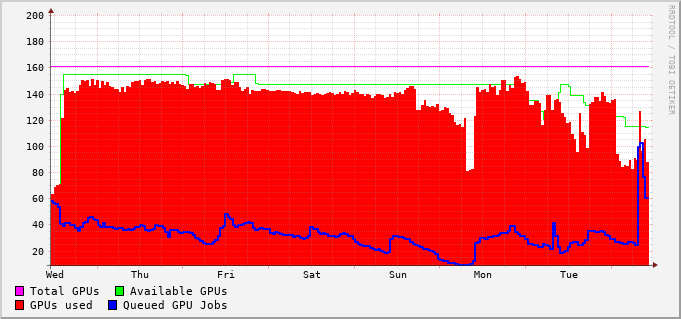 200
180
160
140
120
100
80
60
40
20
Wed Thu Fri Sat Sun Mon Tue
Total GPUs Available GPUs
GPUs used Queued GPU Jobs
RRDTOOL / TOBI OETIKER